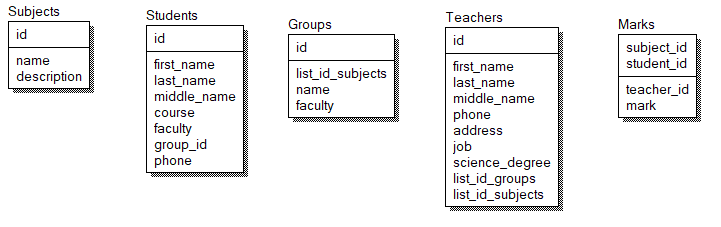 Subjects
id
name
description
Students
id
first_name
last_name
middle_name
course
faculty
group_id
phone
Groups
id
list_id_subjects
name
faculty
Teachers
id
first_name
last_name
middle_name
phone
address
job
science_degree
list_id_groups
list_id_subjects
Marks
subject_id
student_id
teacher_id
mark